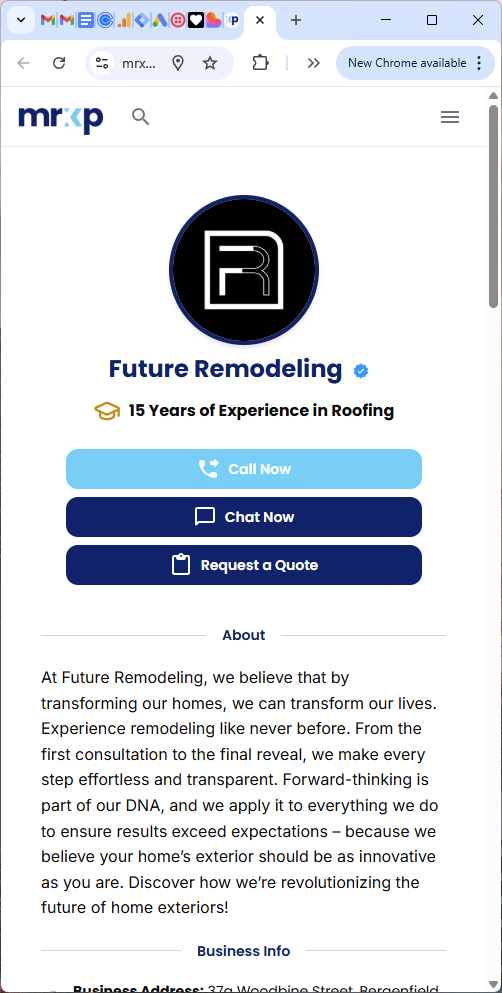 mrx...
New Chrome available
mrxp
Future Remodeling
15 Years of Experience in Roofing
Call Now
Chat Now
Request a Quote
About
At Future Remodeling, we believe that by
transforming our homes, we can transform our lives.
Experience remodeling like never before. From the
first consultation to the final reveal, we make every
step effortless and transparent. Forward-thinking is
part of our DNA, and we apply it to everything we do
to ensure results exceed expectations – because we
believe your home’s exterior should be as innovative
as you are. Discover how we’re revolutionizing the
future of home exteriors!
Business Info
Business Address: 37a Woodbine Street, Bergenfield